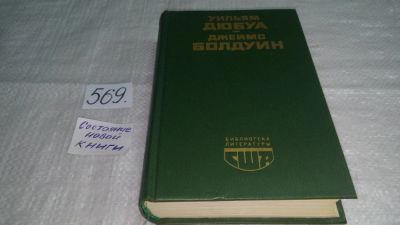 569.
Состояние
новой
книги
УИЛЬЯМ
ДЮБУА
ДЖЕЙМС
БОЛДУИН
БИБЛИОТЕКА
ЛИТЕРАТУРЫ
США